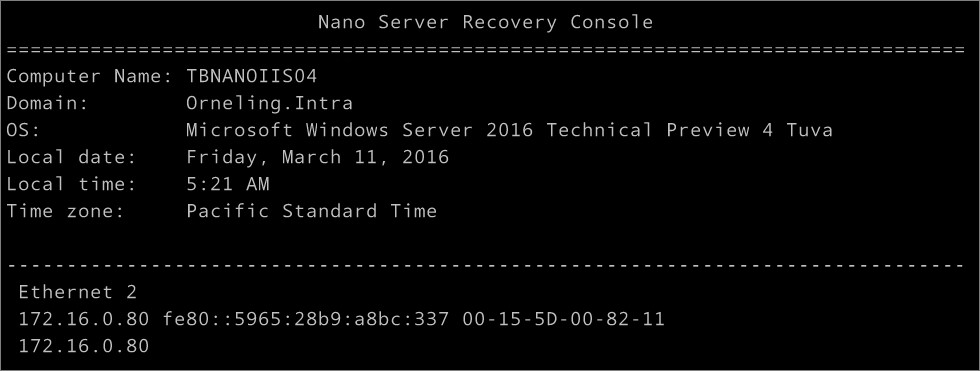 Nano Server Recovery Console
================================================================================
Computer Name: TBNANOIIS04
Domain: Orneling.Intra
OS: Microsoft Windows Server 2016 Technical Preview 4 Tuva
Local date: Friday, March 11, 2016
Local time: 5:21 AM
Time zone: Pacific Standard Time
--------------------------------------------------------------------------------
Ethernet 2
172.16.0.80 fe80::5965:28b9:a8bc:337 00-15-5D-00-82-11
172.16.0.80